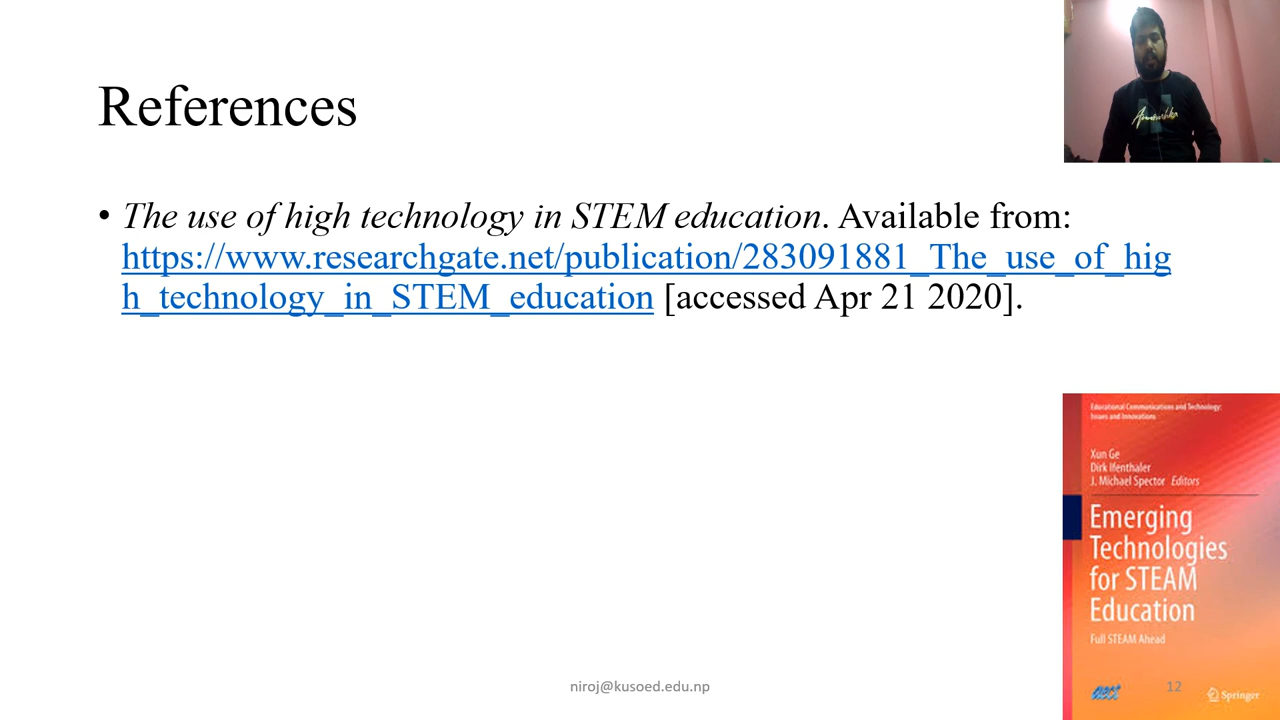 References
• The use of high technology in STEM education. Available from:
https://www.researchgate.net/publication/283091881_The_use_of_hig
h_technology_in_STEM_education [accessed Apr 21 2020].
Educational Communications and Technology:
Issues and Innovations
Xun Ge
Dirk Ifenthaler
J. Michael Spector Editors
Emerging
Technologies
for STEAM
Education
Full STEAM Ahead
niroj@kusoed.edu.np
12
Springer